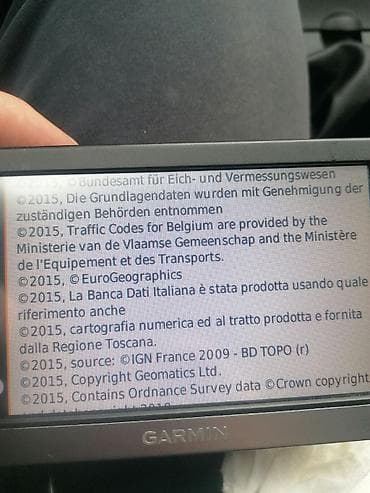 ©Bundesamt für Eich- und Vermessungswesen
©2015, Die Grundlagendaten wurden mit Genehmigung der
zuständigen Behörden entnommen
©2015, Traffic Codes for Belgium are provided by the
Ministerie van de Vlaamse Gemeenschap and the Ministère
de l'Equipement et des Transports.
©2015, ©EuroGeographics
©2015, La Banca Dati Italiana è stata prodotta usando quale
riferimento anche
©2015, cartografia numerica ed al tratto prodotta e fornita
dalla Regione Toscana.
©2015, source: ©IGN France 2009 - BD TOPO (r)
©2015, Copyright Geomatics Ltd.
©2015, Contains Ordnance Survey data ©Crown copyright
GARMIN